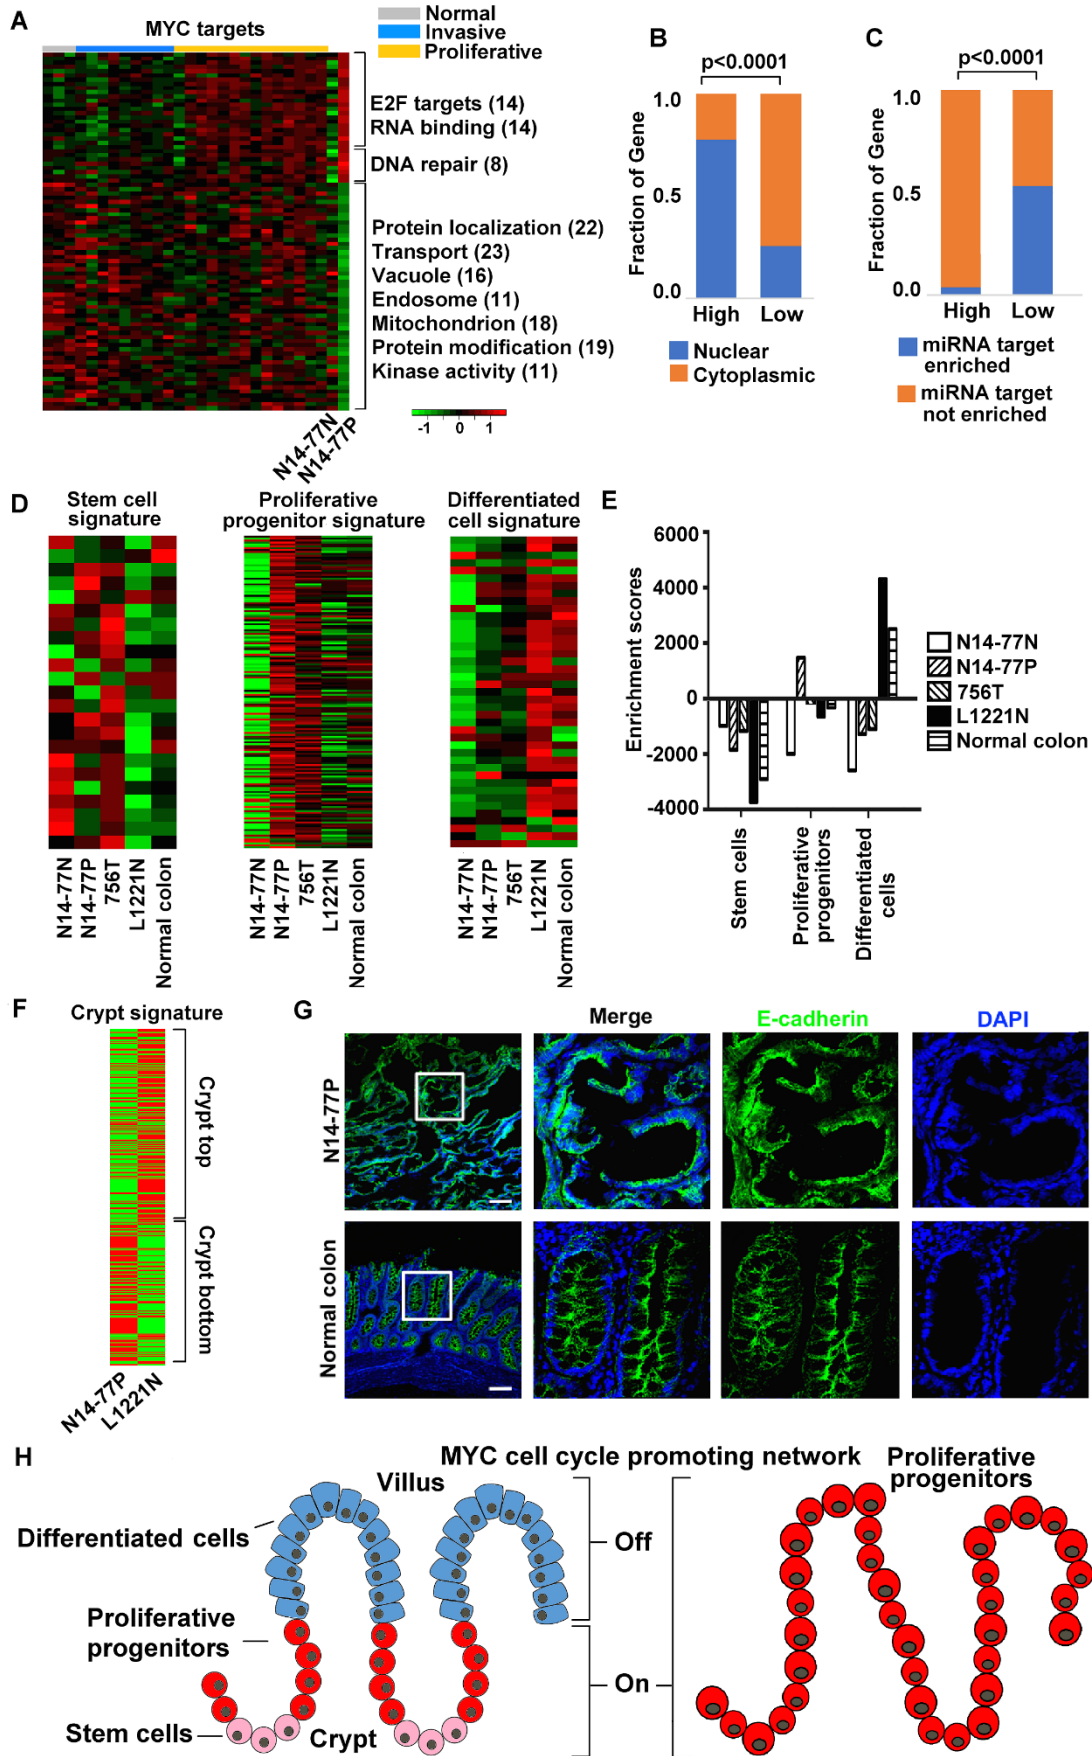 A
MYC targets
Normal
Invasive
Proliferative
E2F targets (14)
RNA binding (14)
DNA repair (8)
Protein localization (22)
Transport (23)
Vacuole (16)
Endosome (11)
Mitochondrion (18)
Protein modification (19)
Kinase activity (11)
-1 0 1
N14-77N
N14-77P
B
p<0.0001
Fraction of Gene
1.0
0.5
0.0
High Low
Nuclear
Cytoplasmic
C
p<0.0001
Fraction of Gene
1.0
0.5
0.0
High Low
miRNA target
enriched
miRNA target
not enriched
D
Stem cell
signature
N14-77N
N14-77P
756T
L1221N
Normal colon
Proliferative
progenitor signature
N14-77N
N14-77P
756T
L1221N
Normal colon
Differentiated
cell signature
N14-77N
N14-77P
756T
L1221N
Normal colon
E
Enrichment scores
6000
4000
2000
0
-2000
-4000
Stem cells
Proliferative
progenitors
Differentiated
cells
N14-77N
N14-77P
756T
L1221N
Normal colon
F
Crypt signature
Crypt top
Crypt bottom
N14-77P
L1221N
G
Merge
E-cadherin
DAPI
N14-77P
Normal colon
H
MYC cell cycle promoting network
Villus
Differentiated cells
Proliferative
progenitors
Stem cells
Crypt
Off
On
Proliferative
progenitors